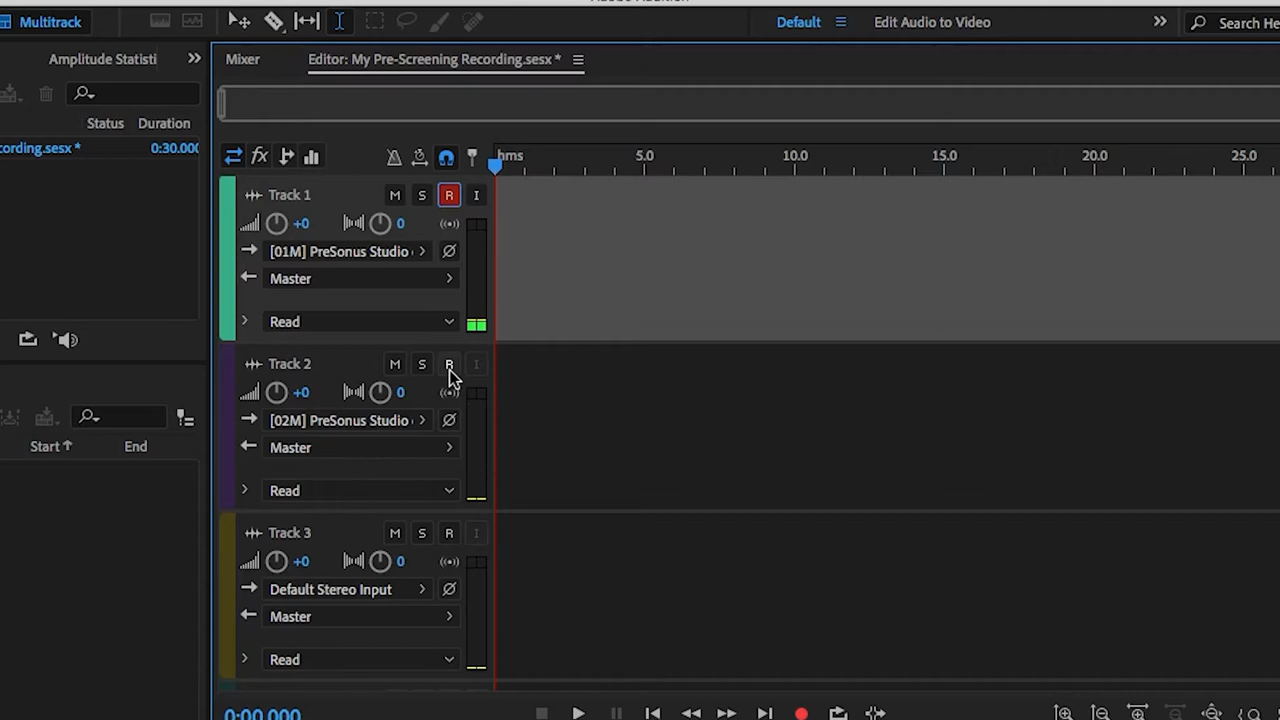 Multitrack
Default
Edit Audio to Video
Search He
Amplitude Statisti
Mixer
Editor: My Pre-Screening Recording.sesx *
Status
Duration
cording.sesx *
0:30.000
fx
hms
5.0
10.0
15.0
20.0
25.0
Track 1
M
S
R
I
+0
0
[01M] PreSonus Studio
Master
Read
Track 2
M
S
R
I
+0
0
[02M] PreSonus Studio
Master
Read
Start
End
Track 3
M
S
R
I
+0
0
Default Stereo Input
Master
Read
0:00.000